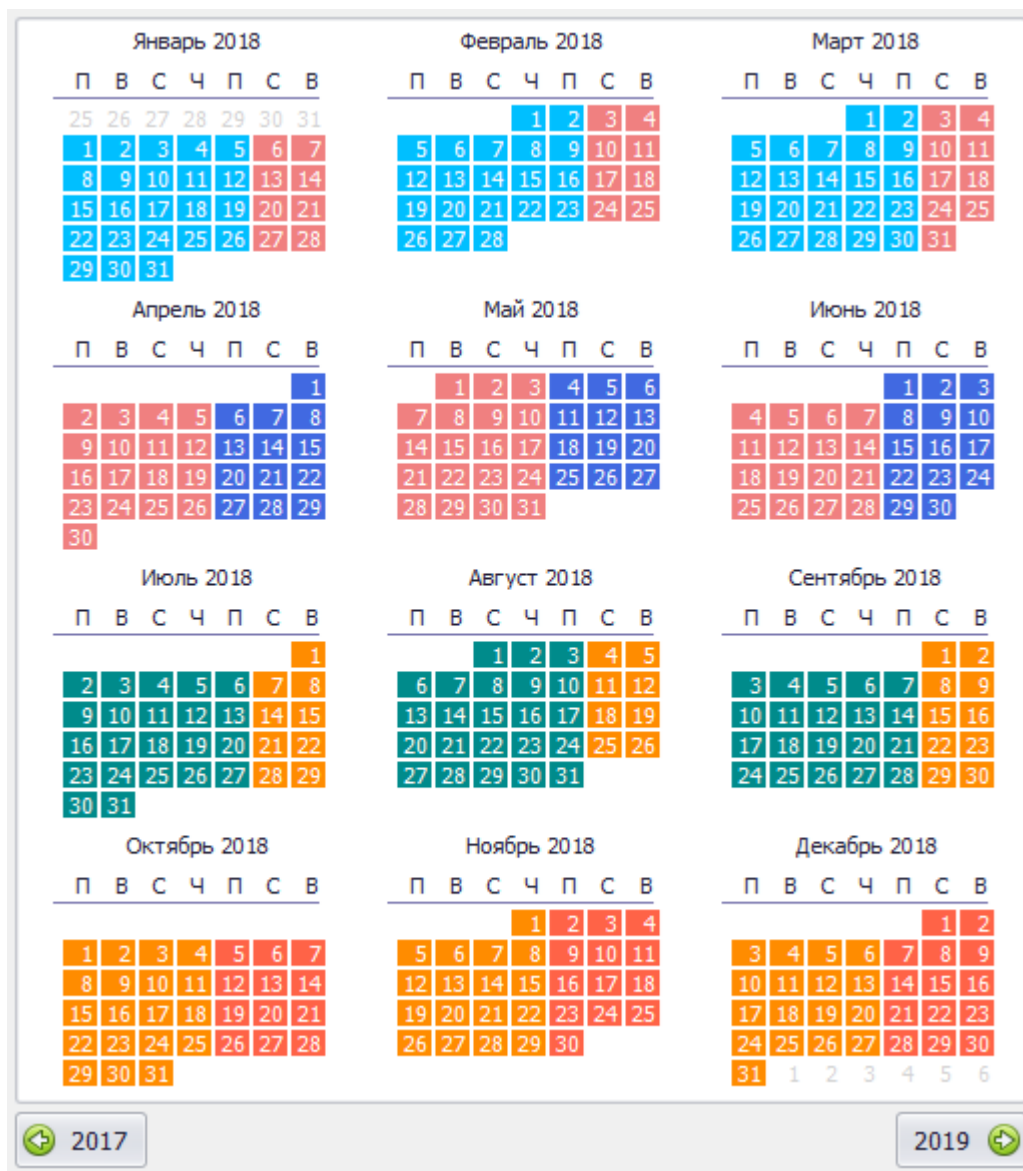 Январь 2018
П В С Ч П С В
25 26 27 28 29 30 31
1 2 3 4 5 6 7
8 9 10 11 12 13 14
15 16 17 18 19 20 21
22 23 24 25 26 27 28
29 30 31
Февраль 2018
П В С Ч П С В
1 2 3 4
5 6 7 8 9 10 11
12 13 14 15 16 17 18
19 20 21 22 23 24 25
26 27 28
Март 2018
П В С Ч П С В
1 2 3 4
5 6 7 8 9 10 11
12 13 14 15 16 17 18
19 20 21 22 23 24 25
26 27 28 29 30 31
Апрель 2018
П В С Ч П С В
1
2 3 4 5 6 7 8
9 10 11 12 13 14 15
16 17 18 19 20 21 22
23 24 25 26 27 28 29
30
Май 2018
П В С Ч П С В
1 2 3 4 5 6
7 8 9 10 11 12 13
14 15 16 17 18 19 20
21 22 23 24 25 26 27
28 29 30 31
Июнь 2018
П В С Ч П С В
1 2 3
4 5 6 7 8 9 10
11 12 13 14 15 16 17
18 19 20 21 22 23 24
25 26 27 28 29 30
Июль 2018
П В С Ч П С В
1
2 3 4 5 6 7 8
9 10 11 12 13 14 15
16 17 18 19 20 21 22
23 24 25 26 27 28 29
30 31
Август 2018
П В С Ч П С В
1 2 3 4 5
6 7 8 9 10 11 12
13 14 15 16 17 18 19
20 21 22 23 24 25 26
27 28 29 30 31
Сентябрь 2018
П В С Ч П С В
1 2
3 4 5 6 7 8 9
10 11 12 13 14 15 16
17 18 19 20 21 22 23
24 25 26 27 28 29 30
Октябрь 2018
П В С Ч П С В
1 2 3 4 5 6 7
8 9 10 11 12 13 14
15 16 17 18 19 20 21
22 23 24 25 26 27 28
29 30 31
Ноябрь 2018
П В С Ч П С В
1 2 3 4
5 6 7 8 9 10 11
12 13 14 15 16 17 18
19 20 21 22 23 24 25
26 27 28 29 30
Декабрь 2018
П В С Ч П С В
1 2
3 4 5 6 7 8 9
10 11 12 13 14 15 16
17 18 19 20 21 22 23
24 25 26 27 28 29 30
31 1 2 3 4 5 6
2017
2019